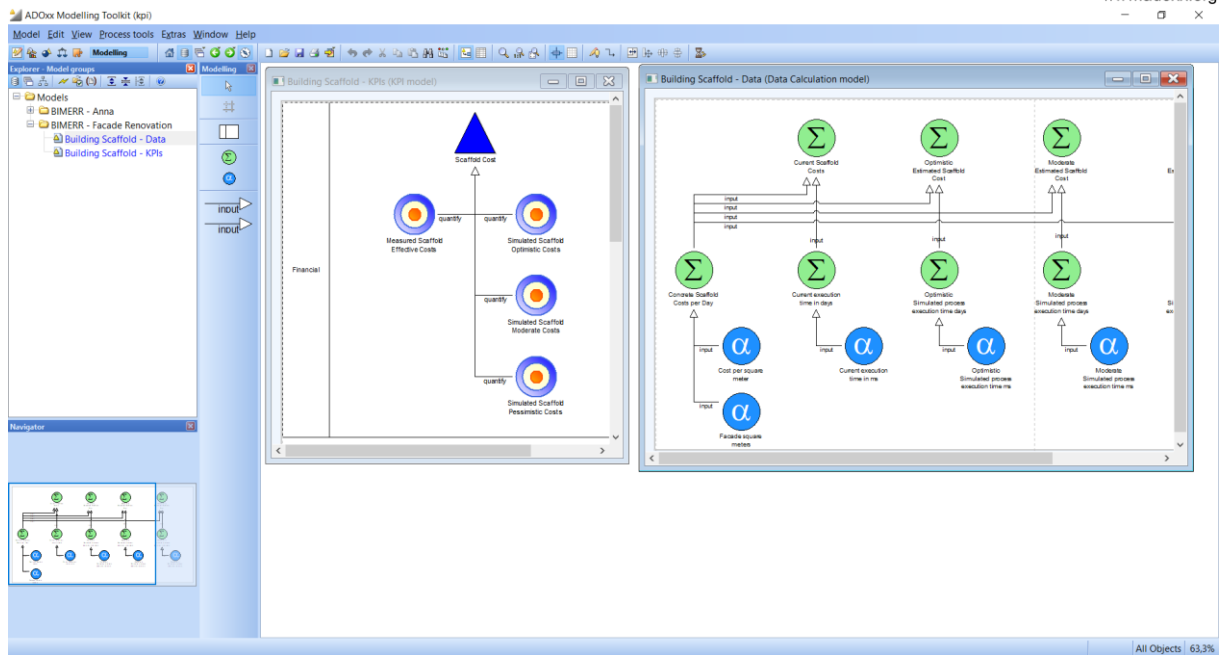 ADOxx Modelling Toolkit (kpi)
Model Edit View Process tools Extras Window Help
Modelling
Explorer - Model groups
Modelling
Models
BIMERR - Anna
BIMERR - Facade Renovation
Building Scaffold - Data
Building Scaffold - KPIs
input
input
Navigator
Building Scaffold - KPIs (KPI model)
Scaffold Cost
quantify
quantify
Measured Scaffold
Effective Costs
Simulated Scaffold
Optimistic Costs
Financial
quantify
Simulated Scaffold
Moderate Costs
quantify
Simulated Scaffold
Pessimistic Costs
Building Scaffold - Data (Data Calculation model)
Σ
Σ
Σ
Current Scaffold
Costs
Optimistic
Estimated Scaffold
Cost
Moderate
Estimated Scaffold
Cost
input
input
input
input
input
input
input
Σ
Σ
Σ
Σ
Concrete Scaffold
Costs per Day
Current execution
time in days
Optimistic
Simulated process
execution time days
Moderate
Simulated process
execution time days
input
α
input
α
input
α
input
α
Cost per square
meter
Current execution
time in ms
Optimistic
Simulated process
execution time ms
Moderate
Simulated process
execution time ms
input
α
Facade square
meters
All Objects 63,3%